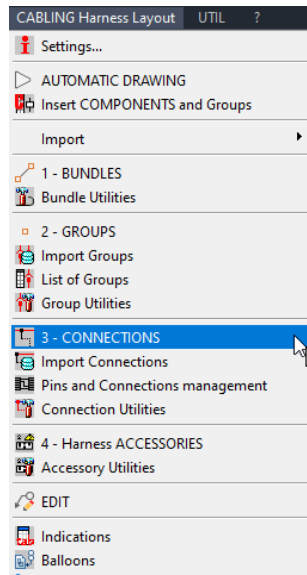 CABLING Harness Layout UTIL ?
Settings...
AUTOMATIC DRAWING
Insert COMPONENTS and Groups
Import
1 - BUNDLES
Bundle Utilities
2 - GROUPS
Import Groups
List of Groups
Group Utilities
3 - CONNECTIONS
Import Connections
Pins and Connections management
Connection Utilities
4 - Harness ACCESSORIES
Accessory Utilities
EDIT
Indications
Balloons